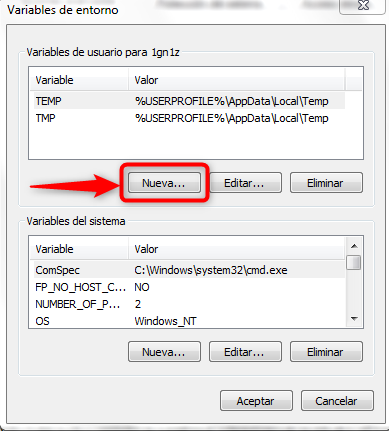 Variables de entorno
Variables de usuario para 1gn1z
Variable Valor
TEMP %USERPROFILE%\AppData\Local\Temp
TMP %USERPROFILE%\AppData\Local\Temp
Nueva... Editar... Eliminar
Variables del sistema
Variable Valor
ComSpec C:\Windows\system32\cmd.exe
FP_NO_HOST_C... NO
NUMBER_OF_P... 2
OS Windows_NT
Nueva... Editar... Eliminar
Aceptar Cancelar